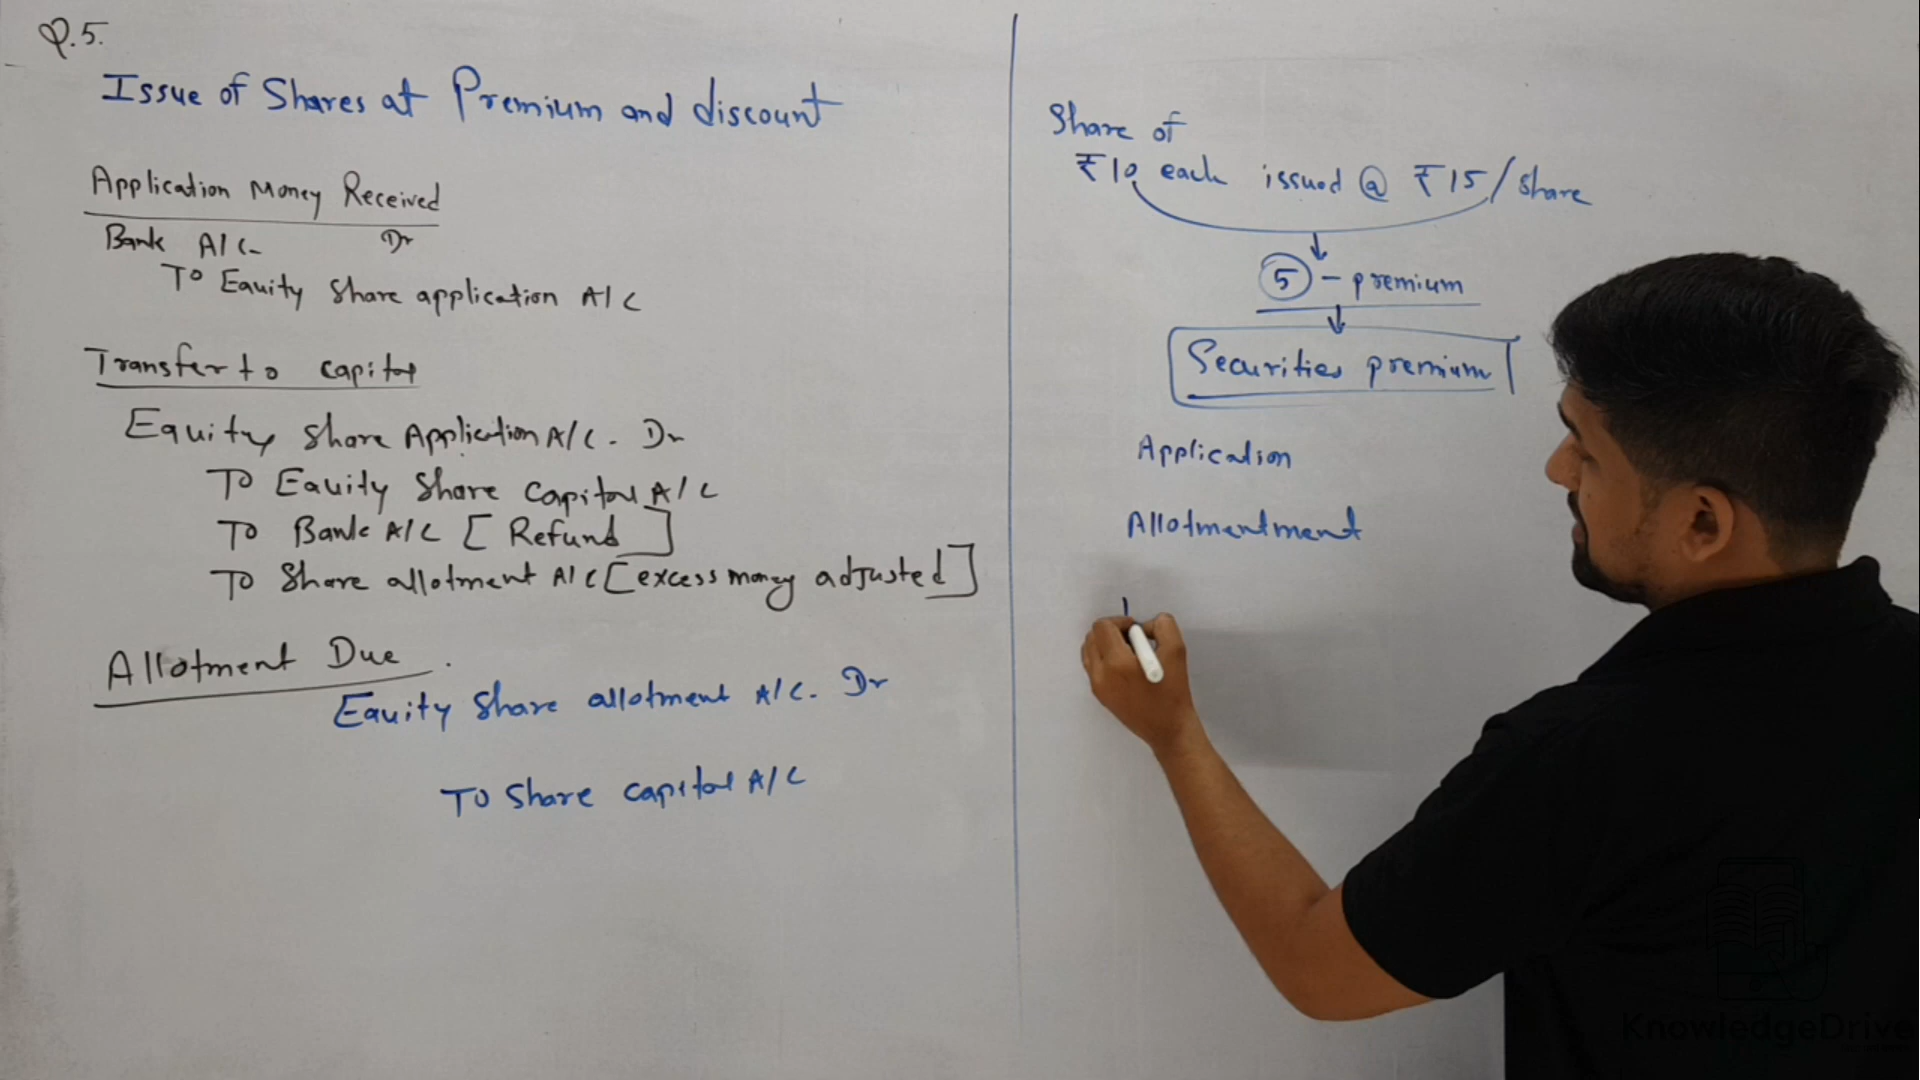 Q.5.
Issue of Shares at Premium and discount
Application Money Received
Bank A/C Dr
To Equity Share application A/C
Transfer to capital
Equity Share Application A/C. Dr
To Equity Share Capital A/C
To Bank A/C [Refund]
To Share allotment A/C [excess money adjusted]
Allotment Due.
Equity Share allotment A/C. Dr
To Share capital A/C
Share of
₹10 each issued @ ₹15/share
5 - premium
Securities premium
Application
Allotmentment
KnowledgeDrive